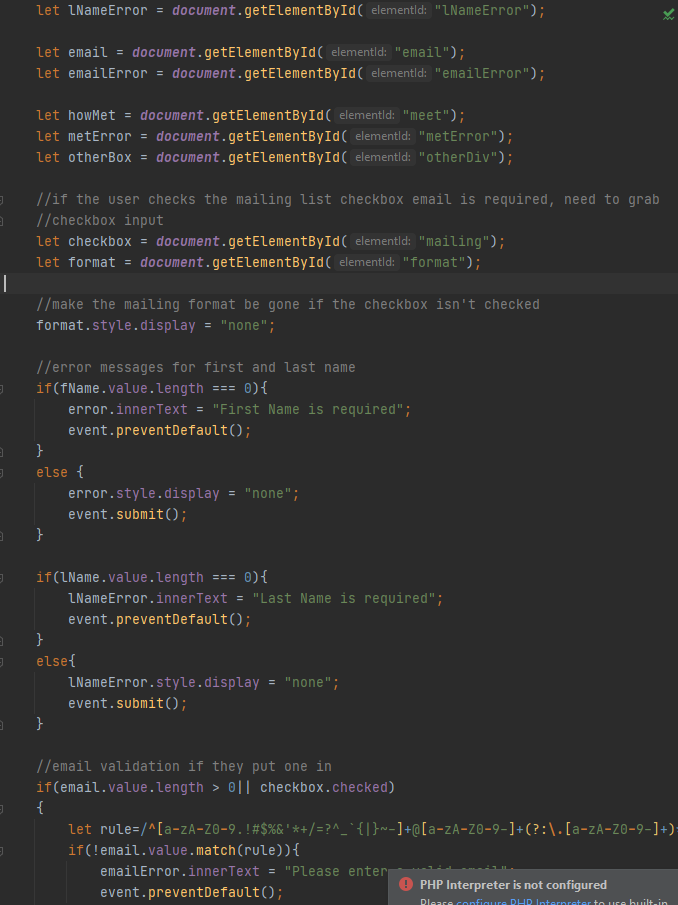 let lNameError = document.getElementById( elementId: "lNameError");
let email = document.getElementById( elementId: "email");
let emailError = document.getElementById( elementId: "emailError");
let howMet = document.getElementById( elementId: "meet");
let metError = document.getElementById( elementId: "metError");
let otherBox = document.getElementById( elementId: "otherDiv");
//if the user checks the mailing list checkbox email is required, need to grab
//checkbox input
let checkbox = document.getElementById( elementId: "mailing");
let format = document.getElementById( elementId: "format");
//make the mailing format be gone if the checkbox isn't checked
format.style.display = "none";
//error messages for first and last name
if(fName.value.length === 0){
error.innerText = "First Name is required";
event.preventDefault();
}
else {
error.style.display = "none";
event.submit();
}
if(lName.value.length === 0){
lNameError.innerText = "Last Name is required";
event.preventDefault();
}
else{
lNameError.style.display = "none";
event.submit();
}
//email validation if they put one in
if(email.value.length > 0|| checkbox.checked)
{
let rule=/^[a-zA-Z0-9.!#$%&'*+/=?^_`{|}~-]+@[a-zA-Z0-9-]+(?:\.[a-zA-Z0-9-]+)
if(!email.value.match(rule)){
emailError.innerText = "Please enter a valid email";
event.preventDefault();
PHP Interpreter is not configured
Please configure PHP Interpreter to use built-in